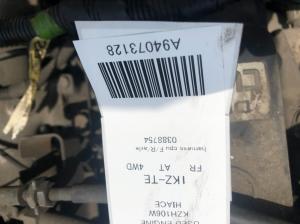 HIACE
KZH106W
USED ENGINE
1KZ-TE
FR AT 4WD
0388754
A94073128